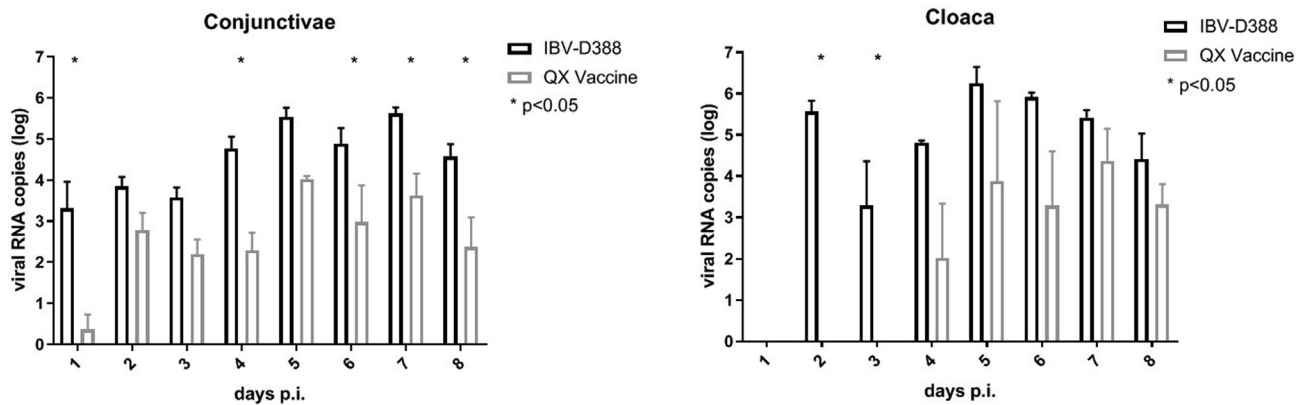 Conjunctivae
* * * * *
IBV-D388
QX Vaccine
* p<0.05
viral RNA copies (log)
7
6
5
4
3
2
1
0
1 2 3 4 5 6 7 8
days p.i.
Cloaca
* *
IBV-D388
QX Vaccine
* p<0.05
viral RNA copies (log)
7
6
5
4
3
2
1
0
1 2 3 4 5 6 7 8
days p.i.